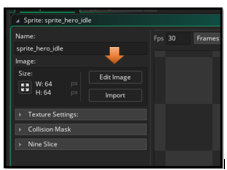 Sprite: sprite_hero_idle
Name:
sprite_hero_idle
Fps 30 Frames
Image:
Size:
W: 64 px
H: 64 px
Edit Image
Import
Texture Settings:
Collision Mask
Nine Slice